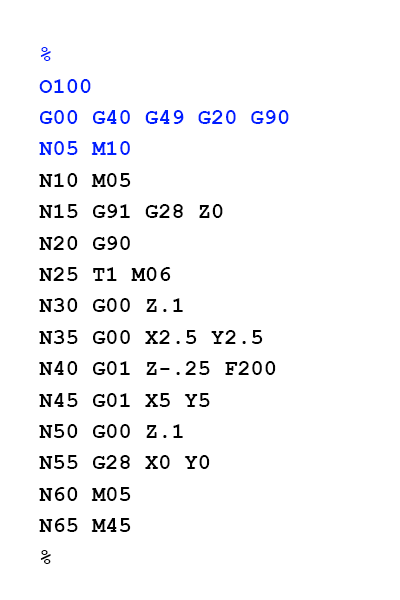 %
O100
G00 G40 G49 G20 G90
N05 M10
N10 M05
N15 G91 G28 Z0
N20 G90
N25 T1 M06
N30 G00 Z.1
N35 G00 X2.5 Y2.5
N40 G01 Z-.25 F200
N45 G01 X5 Y5
N50 G00 Z.1
N55 G28 X0 Y0
N60 M05
N65 M45
%